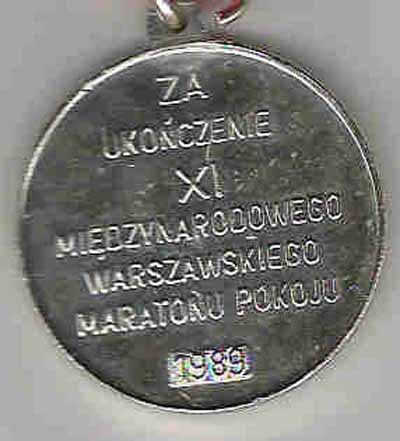 ZA
UKOŃCZENIE
XI
MIĘDZYNARODOWEGO
WARSZAWSKIEGO
MARATONU POKOJU
1989